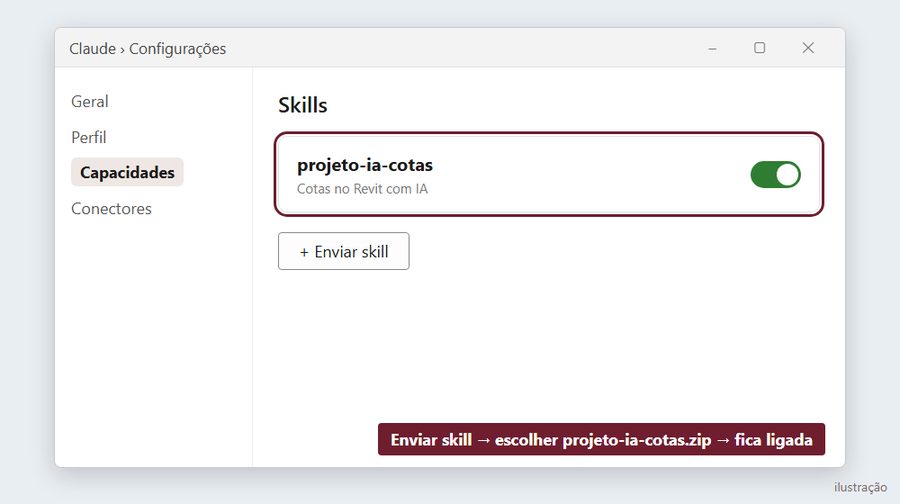 Claude › Configurações
Geral
Perfil
Capacidades
Conectores
Skills
projeto-ia-cotas
Cotas no Revit com IA
+ Enviar skill
Enviar skill → escolher projeto-ia-cotas.zip → fica ligada
ilustração